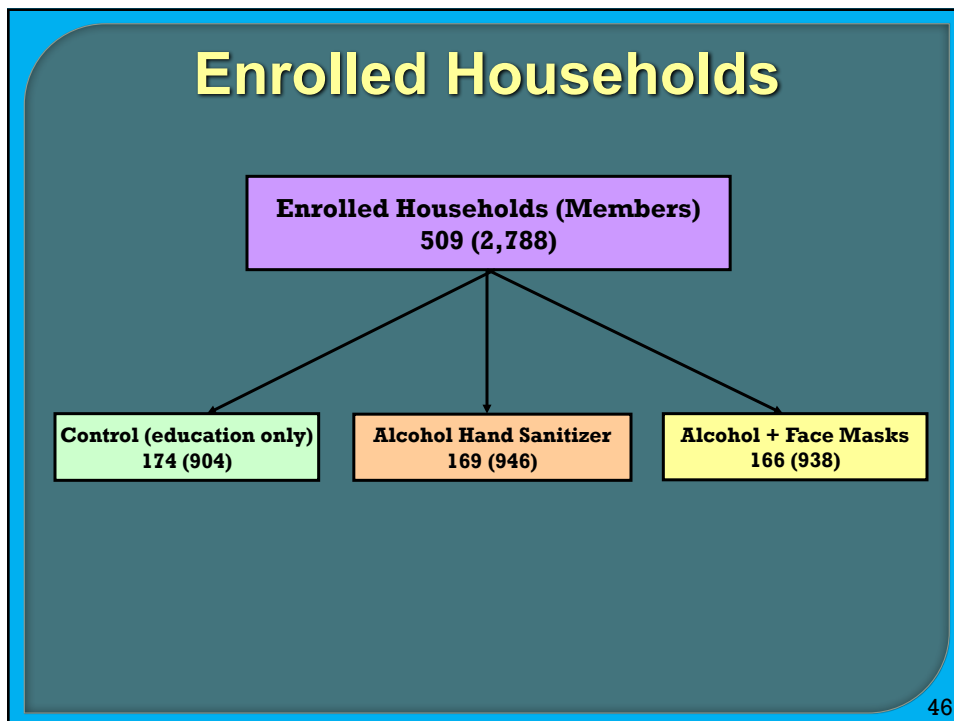 Enrolled Households
Enrolled Households (Members)
509 (2,788)
Control (education only)
174 (904)
Alcohol Hand Sanitizer
169 (946)
Alcohol + Face Masks
166 (938)
46